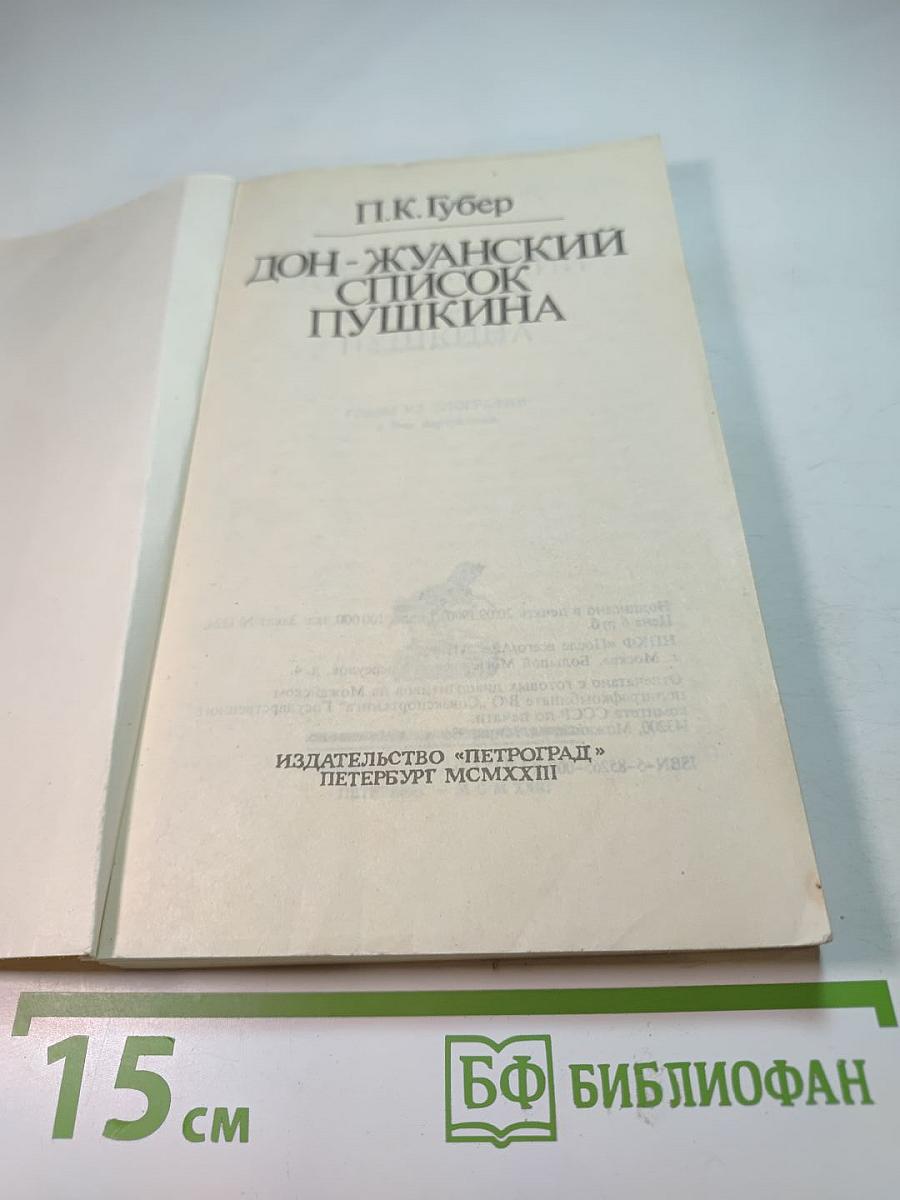 П.К. Губер
ДОН-ЖУАНСКИЙ
СПИСОК
ПУШКИНА
ИЗДАТЕЛЬСТВО «ПЕТРОГРАД»
ПЕТЕРБУРГ MCMXXIII
15 см
БФ БИБЛИОФАН